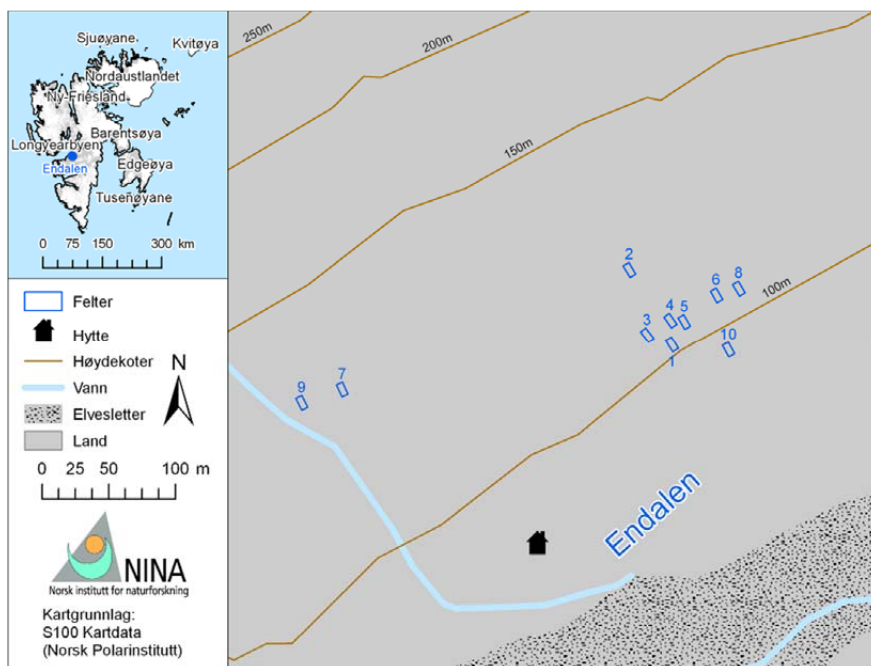 Sjuøyane
Kvitøya
Nordaustlandet
Ny-Friesland
Barentsøya
Longyearbyen
Endalen
Edgeøya
Tusenøyane
0 75 150 300 km
Felter
Hytte
Høydekoter
N
Vann
Elvesletter
Land
0 25 50 100 m
NINA
Norsk institutt for naturforskning
Kartgrunnlag:
S100 Kartdata
(Norsk Polarinstitutt)
250m
200m
150m
100m
2
6
8
4
5
3
1
10
7
9
Endalen